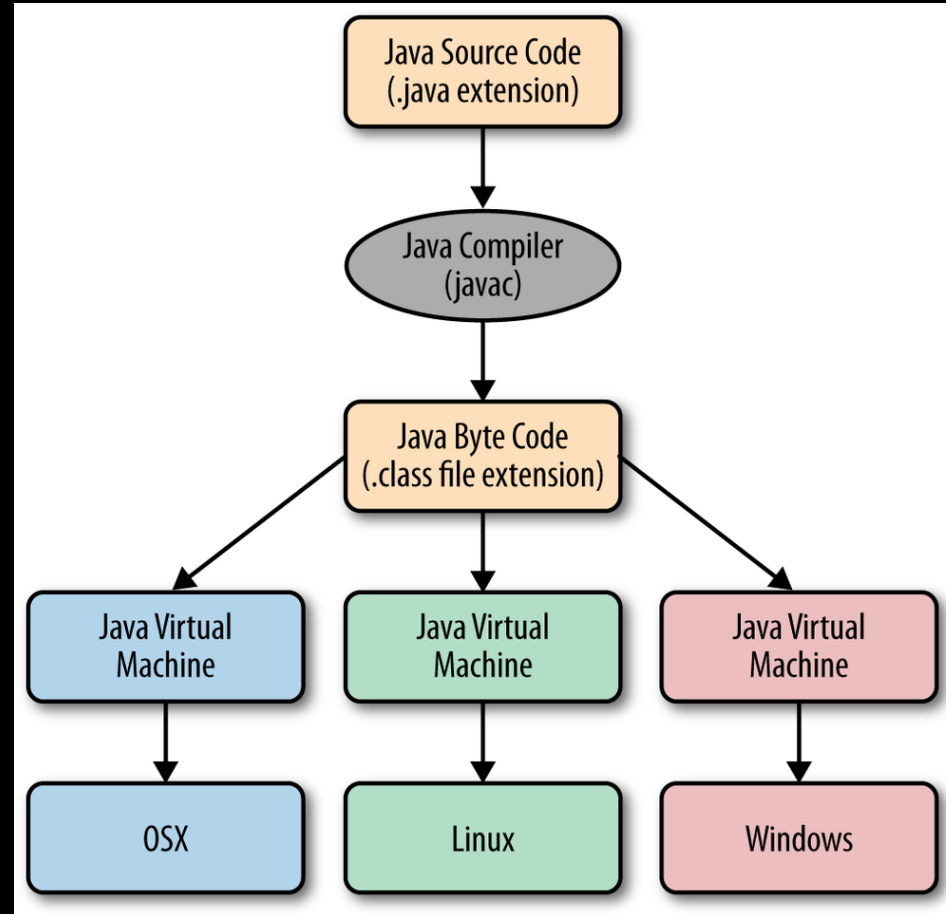 Java Source Code
(.java extension)
Java Compiler
(javac)
Java Byte Code
(.class file extension)
Java Virtual
Machine
Java Virtual
Machine
Java Virtual
Machine
OSX
Linux
Windows